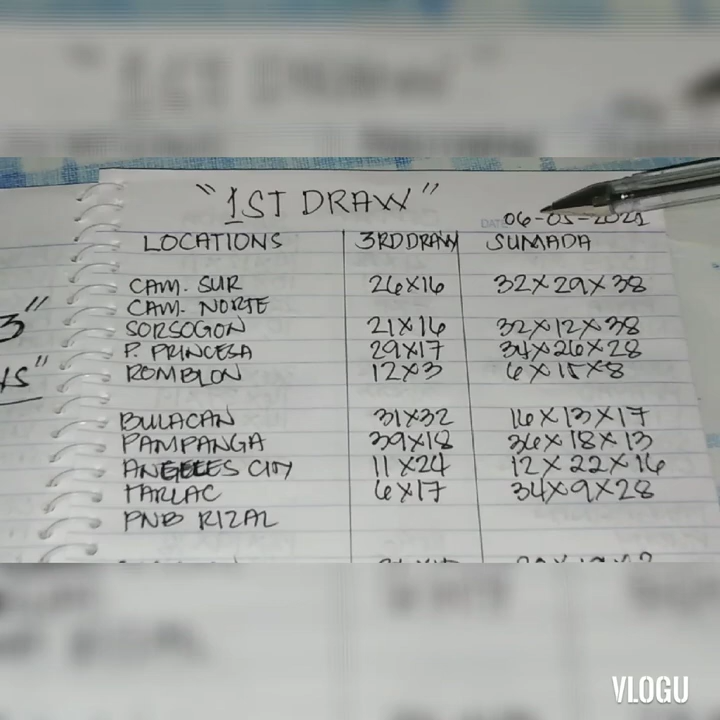 "1ST DRAW"
DATE 06-05-2021
LOCATIONS 3RD DRAW SUMADA
CAM. SUR 26X16 32X29X38
CAM. NORTE
SORSOGON 21X16 32X12X38
P. PRINCESA 29X17 34X26X28
ROMBLON 12X3 6X15X8
BULACAN 31X32 16X13X17
PAMPANGA 39X18 36X18X13
ANGELES CITY 11X24 12X22X16
TARLAC 6X17 34X9X28
PNB RIZAL
3"
VLOGU